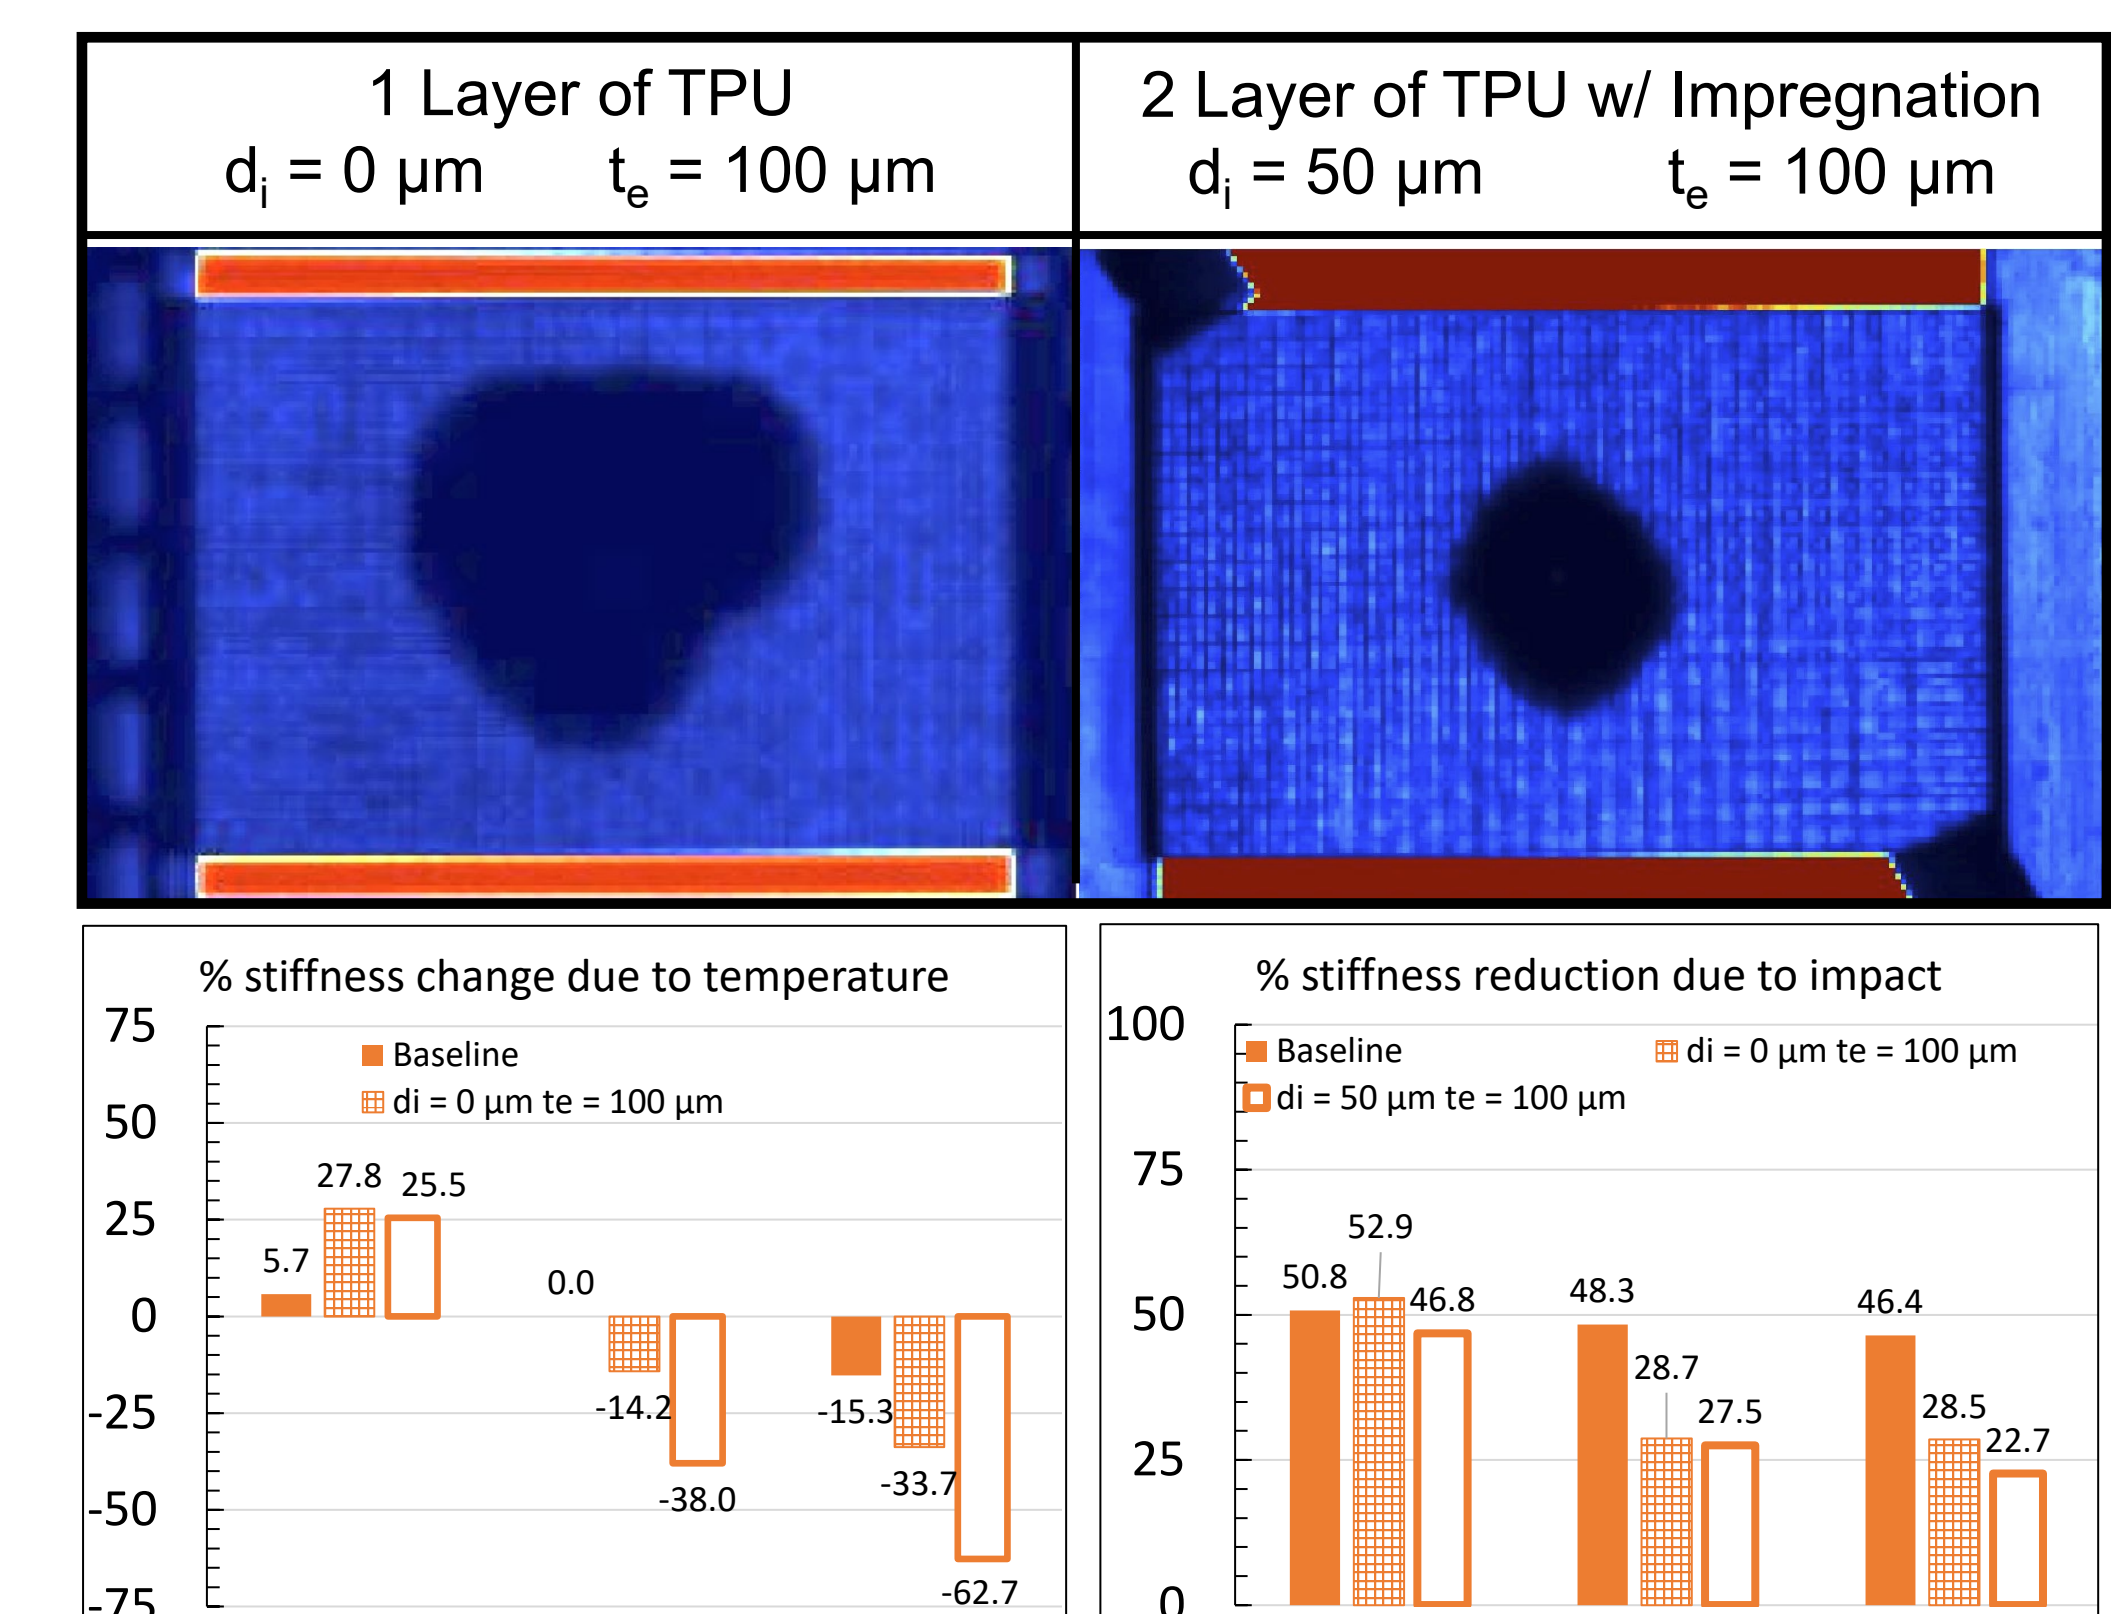 1 Layer of TPU
di = 0 μm te = 100 μm
2 Layer of TPU w/ Impregnation
di = 50 μm te = 100 μm
% stiffness change due to temperature
75
50
25
0
-25
-50
-75
Baseline
di = 0 μm te = 100 μm
5.7
27.8
25.5
0.0
-14.2
-38.0
-15.3
-33.7
-62.7
% stiffness reduction due to impact
100
75
50
25
0
Baseline
di = 0 μm te = 100 μm
di = 50 μm te = 100 μm
50.8
52.9
46.8
48.3
28.7
27.5
46.4
28.5
22.7